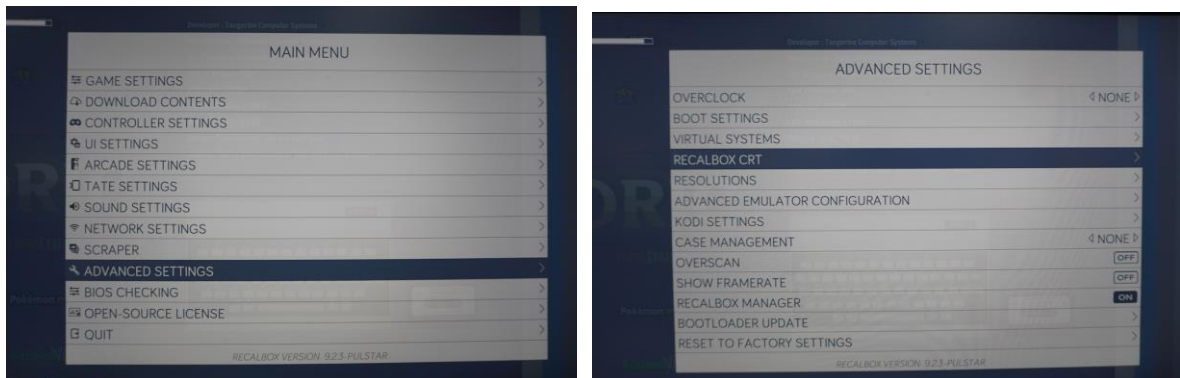 Developer : Tangerine Computer Systems
MAIN MENU
GAME SETTINGS
DOWNLOAD CONTENTS
CONTROLLER SETTINGS
UI SETTINGS
ARCADE SETTINGS
TATE SETTINGS
SOUND SETTINGS
NETWORK SETTINGS
SCRAPER
ADVANCED SETTINGS
BIOS CHECKING
OPEN-SOURCE LICENSE
QUIT
RECALBOX VERSION 9.2.3-PULSTAR
Developer : Tangerine Computer Systems
ADVANCED SETTINGS
OVERCLOCK NONE
BOOT SETTINGS
VIRTUAL SYSTEMS
RECALBOX CRT
RESOLUTIONS
ADVANCED EMULATOR CONFIGURATION
KODI SETTINGS
CASE MANAGEMENT NONE
OVERSCAN OFF
SHOW FRAMERATE OFF
RECALBOX MANAGER ON
BOOTLOADER UPDATE
RESET TO FACTORY SETTINGS
RECALBOX VERSION 9.2.3-PULSTAR